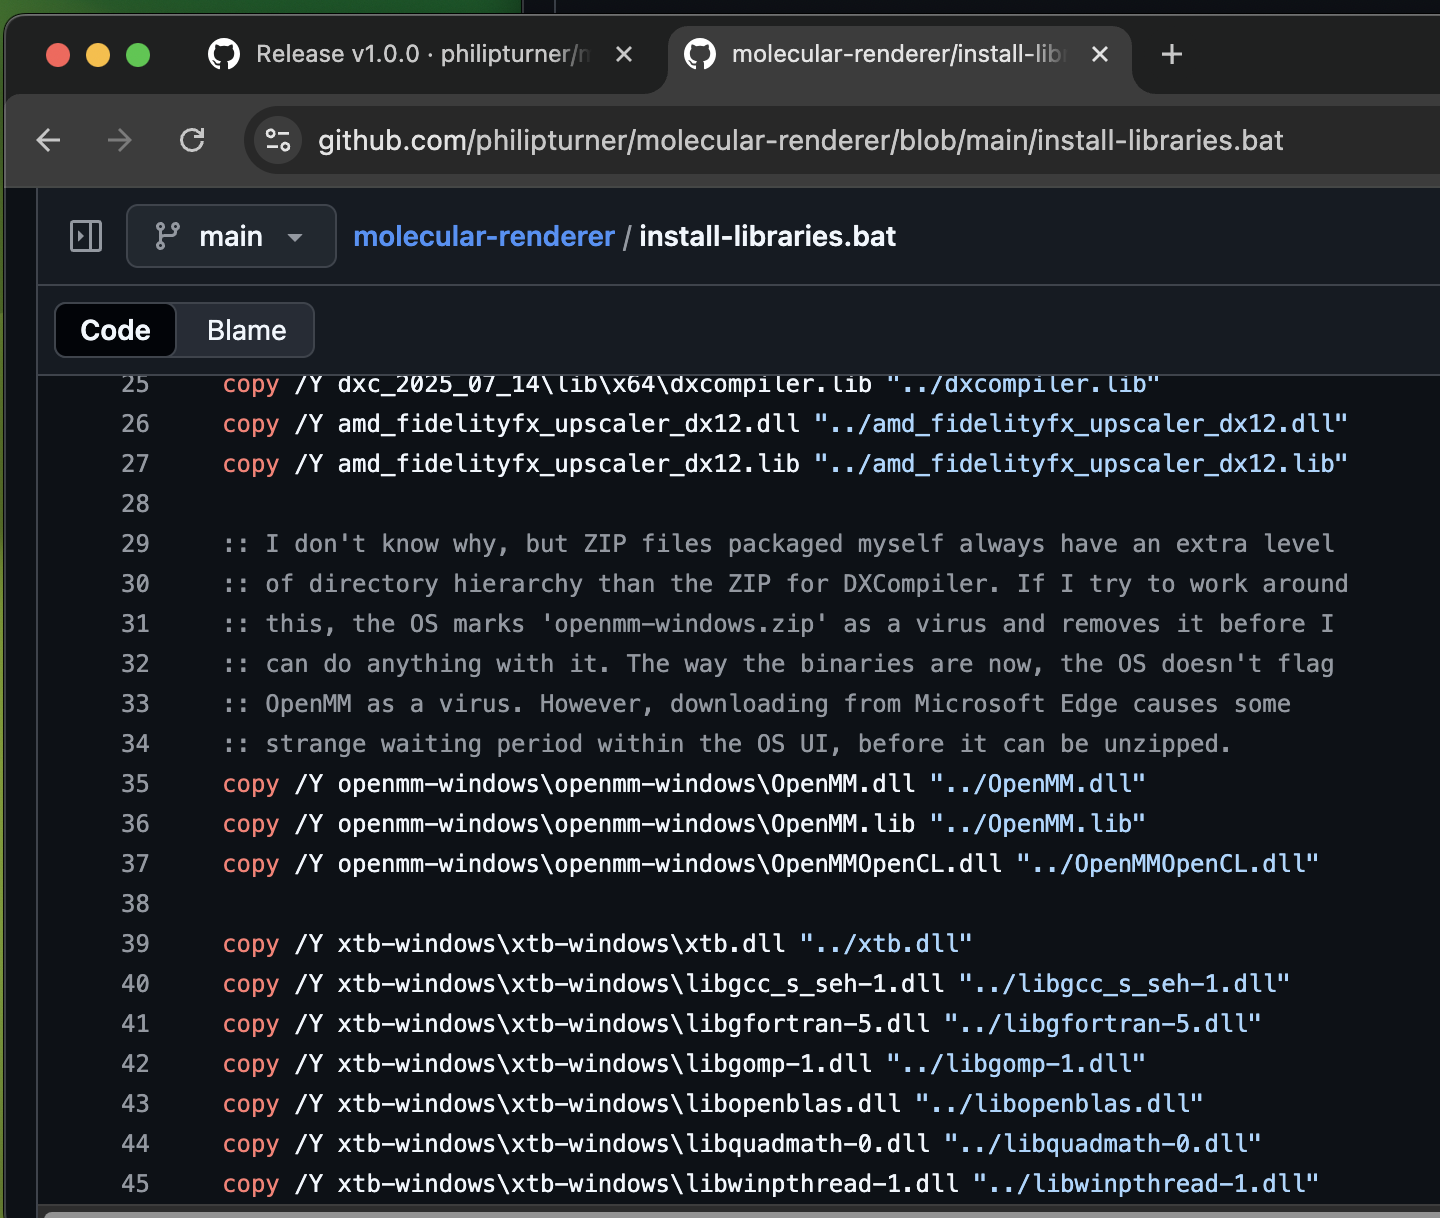 Release v1.0.0 · philipturner/
molecular-renderer/install-lib
github.com/philipturner/molecular-renderer/blob/main/install-libraries.bat
main molecular-renderer / install-libraries.bat
Code Blame
25 copy /Y dxc_2025_07_14\lib\x64\dxcompiler.lib "../dxcompiler.lib"
26 copy /Y amd_fidelityfx_upscaler_dx12.dll "../amd_fidelityfx_upscaler_dx12.dll"
27 copy /Y amd_fidelityfx_upscaler_dx12.lib "../amd_fidelityfx_upscaler_dx12.lib"
28
29 :: I don't know why, but ZIP files packaged myself always have an extra level
30 :: of directory hierarchy than the ZIP for DXCompiler. If I try to work around
31 :: this, the OS marks 'openmm-windows.zip' as a virus and removes it before I
32 :: can do anything with it. The way the binaries are now, the OS doesn't flag
33 :: OpenMM as a virus. However, downloading from Microsoft Edge causes some
34 :: strange waiting period within the OS UI, before it can be unzipped.
35 copy /Y openmm-windows\openmm-windows\OpenMM.dll "../OpenMM.dll"
36 copy /Y openmm-windows\openmm-windows\OpenMM.lib "../OpenMM.lib"
37 copy /Y openmm-windows\openmm-windows\OpenMMOpenCL.dll "../OpenMMOpenCL.dll"
38
39 copy /Y xtb-windows\xtb-windows\xtb.dll "../xtb.dll"
40 copy /Y xtb-windows\xtb-windows\libgcc_s_seh-1.dll "../libgcc_s_seh-1.dll"
41 copy /Y xtb-windows\xtb-windows\libgfortran-5.dll "../libgfortran-5.dll"
42 copy /Y xtb-windows\xtb-windows\libgomp-1.dll "../libgomp-1.dll"
43 copy /Y xtb-windows\xtb-windows\libopenblas.dll "../libopenblas.dll"
44 copy /Y xtb-windows\xtb-windows\libquadmath-0.dll "../libquadmath-0.dll"
45 copy /Y xtb-windows\xtb-windows\libwinpthread-1.dll "../libwinpthread-1.dll"